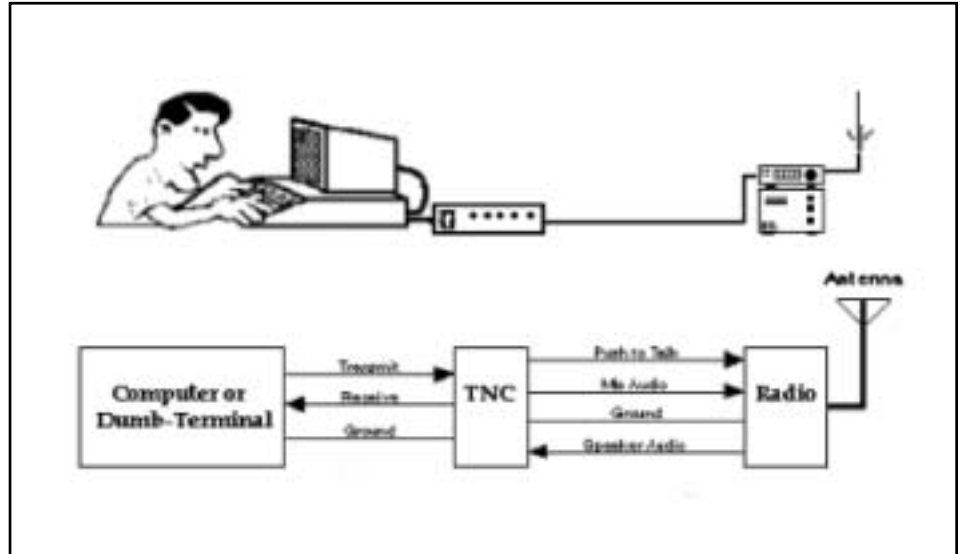 Antenna
Transmit
Push to Talk
Computer or
Dumb-Terminal
TNC
Mic Audio
Radio
Receive
Ground
Ground
Speaker Audio